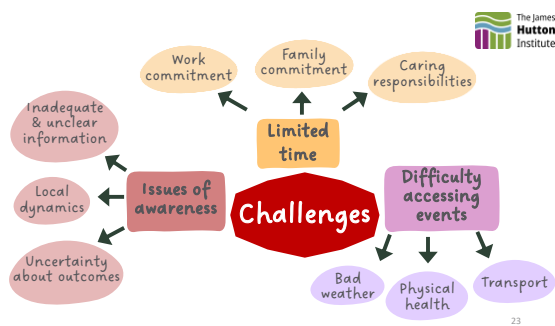 The James
Hutton
Institute
Work
commitment
Family
commitment
Caring
responsibilities
Limited
time
Inadequate
& unclear
information
Local
dynamics
Uncertainty
about outcomes
Issues of
awareness
Challenges
Difficulty
accessing
events
Bad
weather
Physical
health
Transport
23